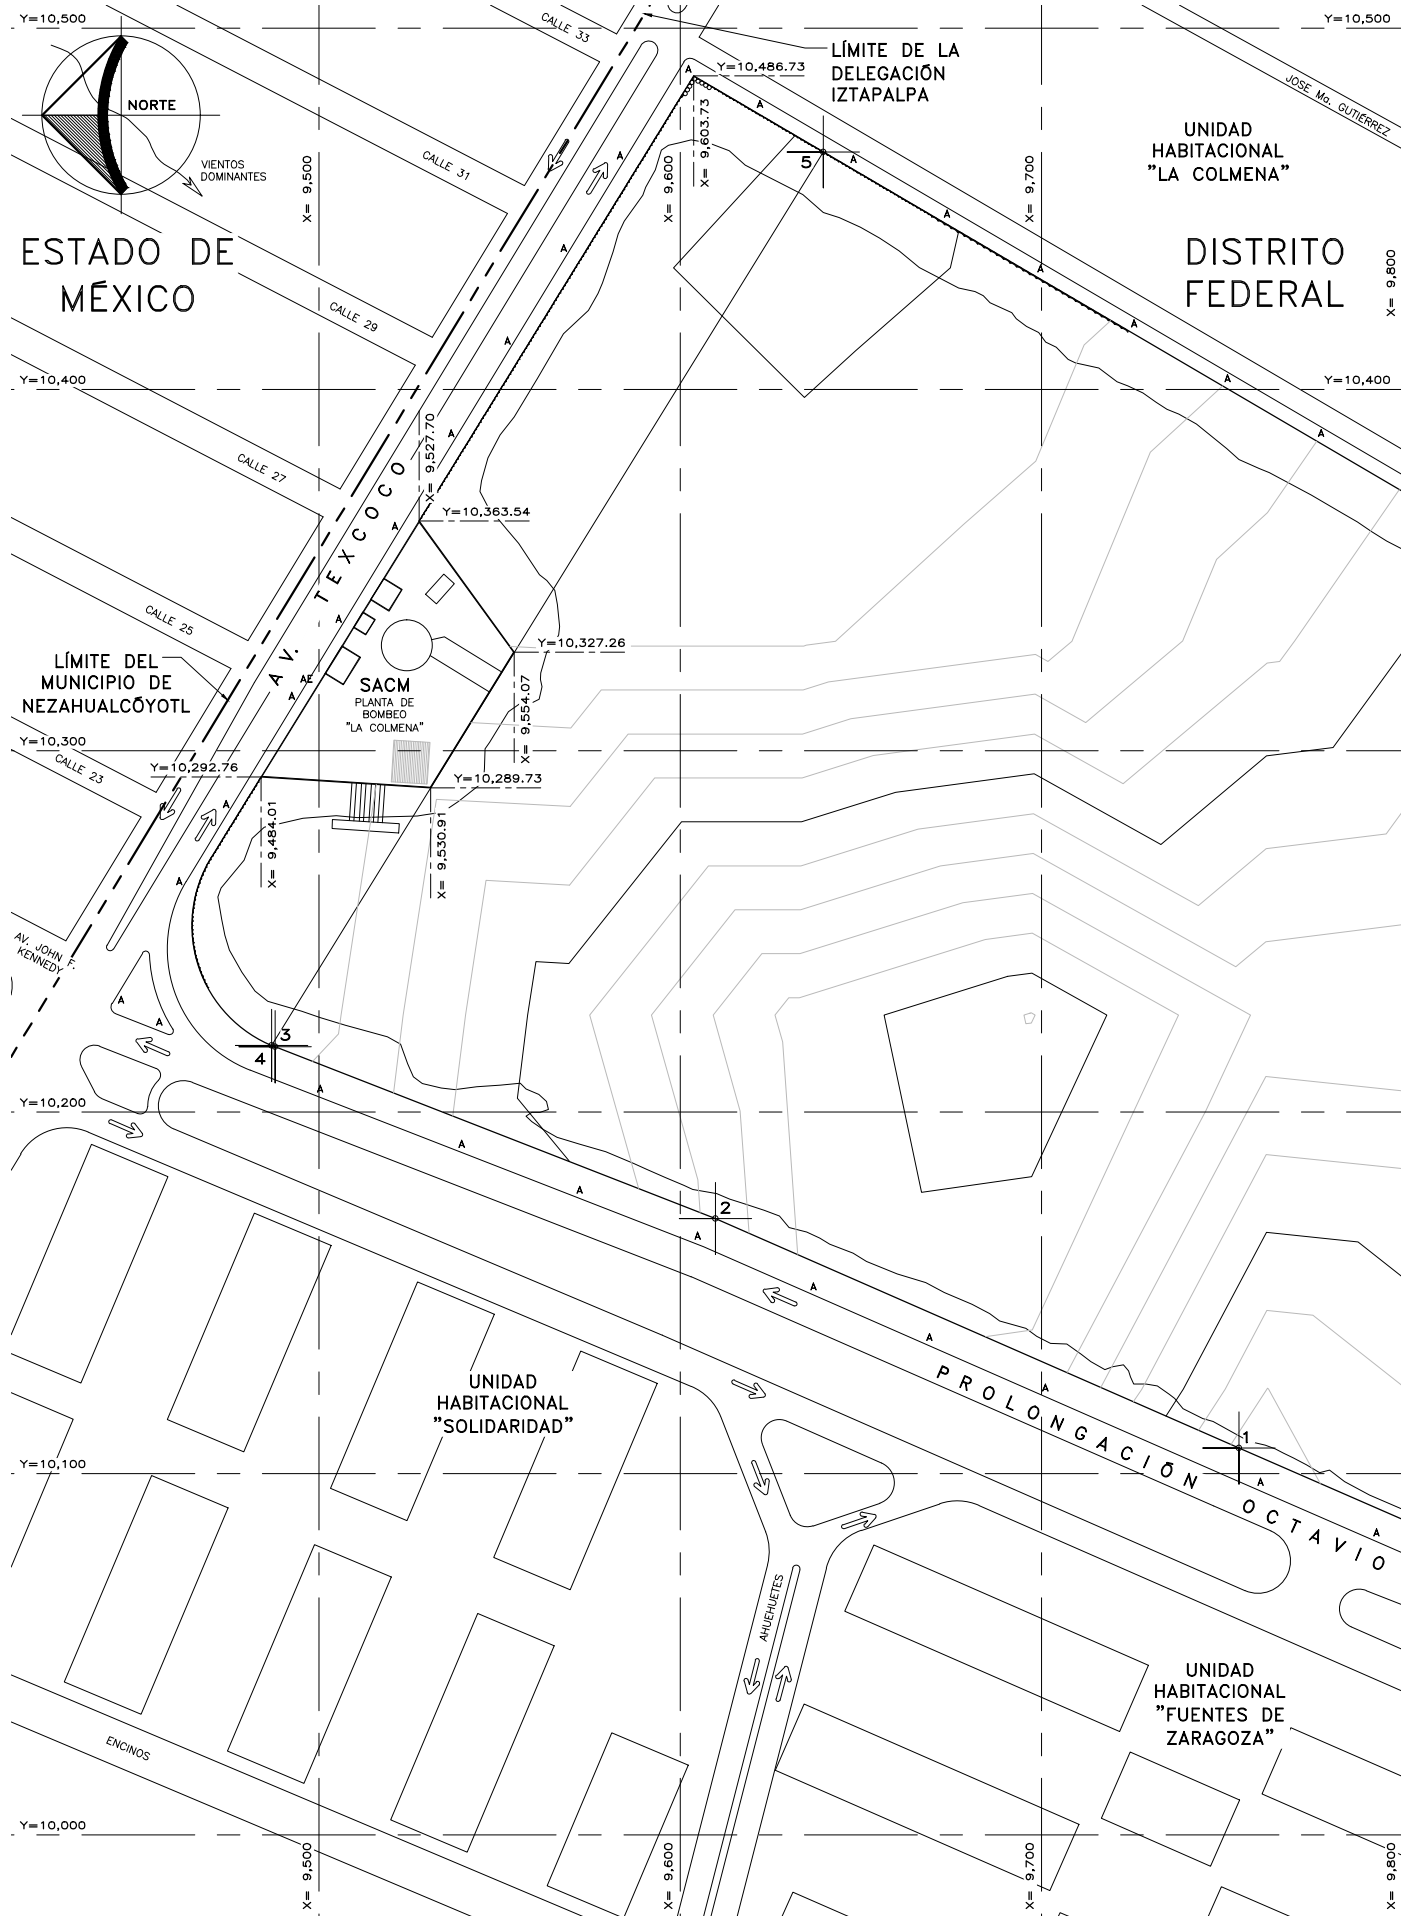 Y=10,500
CALLE 33
Y=10,500
LÍMITE DE LA
DELEGACIÓN
IZTAPALPA
A
Y=10,486.73
A
JOSE Ma. GUTIÉRREZ
NORTE
X= 9,603.73
UNIDAD
HABITACIONAL
"LA COLMENA"
VIENTOS
DOMINANTES
CALLE 31
X= 9,500
A
X= 9,600
5
A
X= 9,700
A
ESTADO DE
MÉXICO
DISTRITO
FEDERAL
X= 9,800
A
A
CALLE 29
A
A
Y=10,400
A
Y=10,400
X= 9,527.70
A
A
CALLE 27
AV. TEXCOCO
Y=10,363.54
A
CALLE 25
A
Y=10,327.26
LÍMITE DEL
MUNICIPIO DE
NEZAHUALCÓYOTL
AE
A
SACM
PLANTA DE
BOMBEO
"LA COLMENA"
X= 9,554.07
Y=10,300
CALLE 23
Y=10,292.76
Y=10,289.73
A
X= 9,484.01
X= 9,530.91
A
AV. JOHN F.
KENNEDY
A
A
3
4
A
Y=10,200
A
A
2
A
A
A
A
PROLONGACIÓN OCTAVIO
UNIDAD
HABITACIONAL
"SOLIDARIDAD"
1
A
A
Y=10,100
AHUEHUETES
UNIDAD
HABITACIONAL
"FUENTES DE
ZARAGOZA"
ENCINOS
Y=10,000
X= 9,500
X= 9,600
X= 9,700
X= 9,800